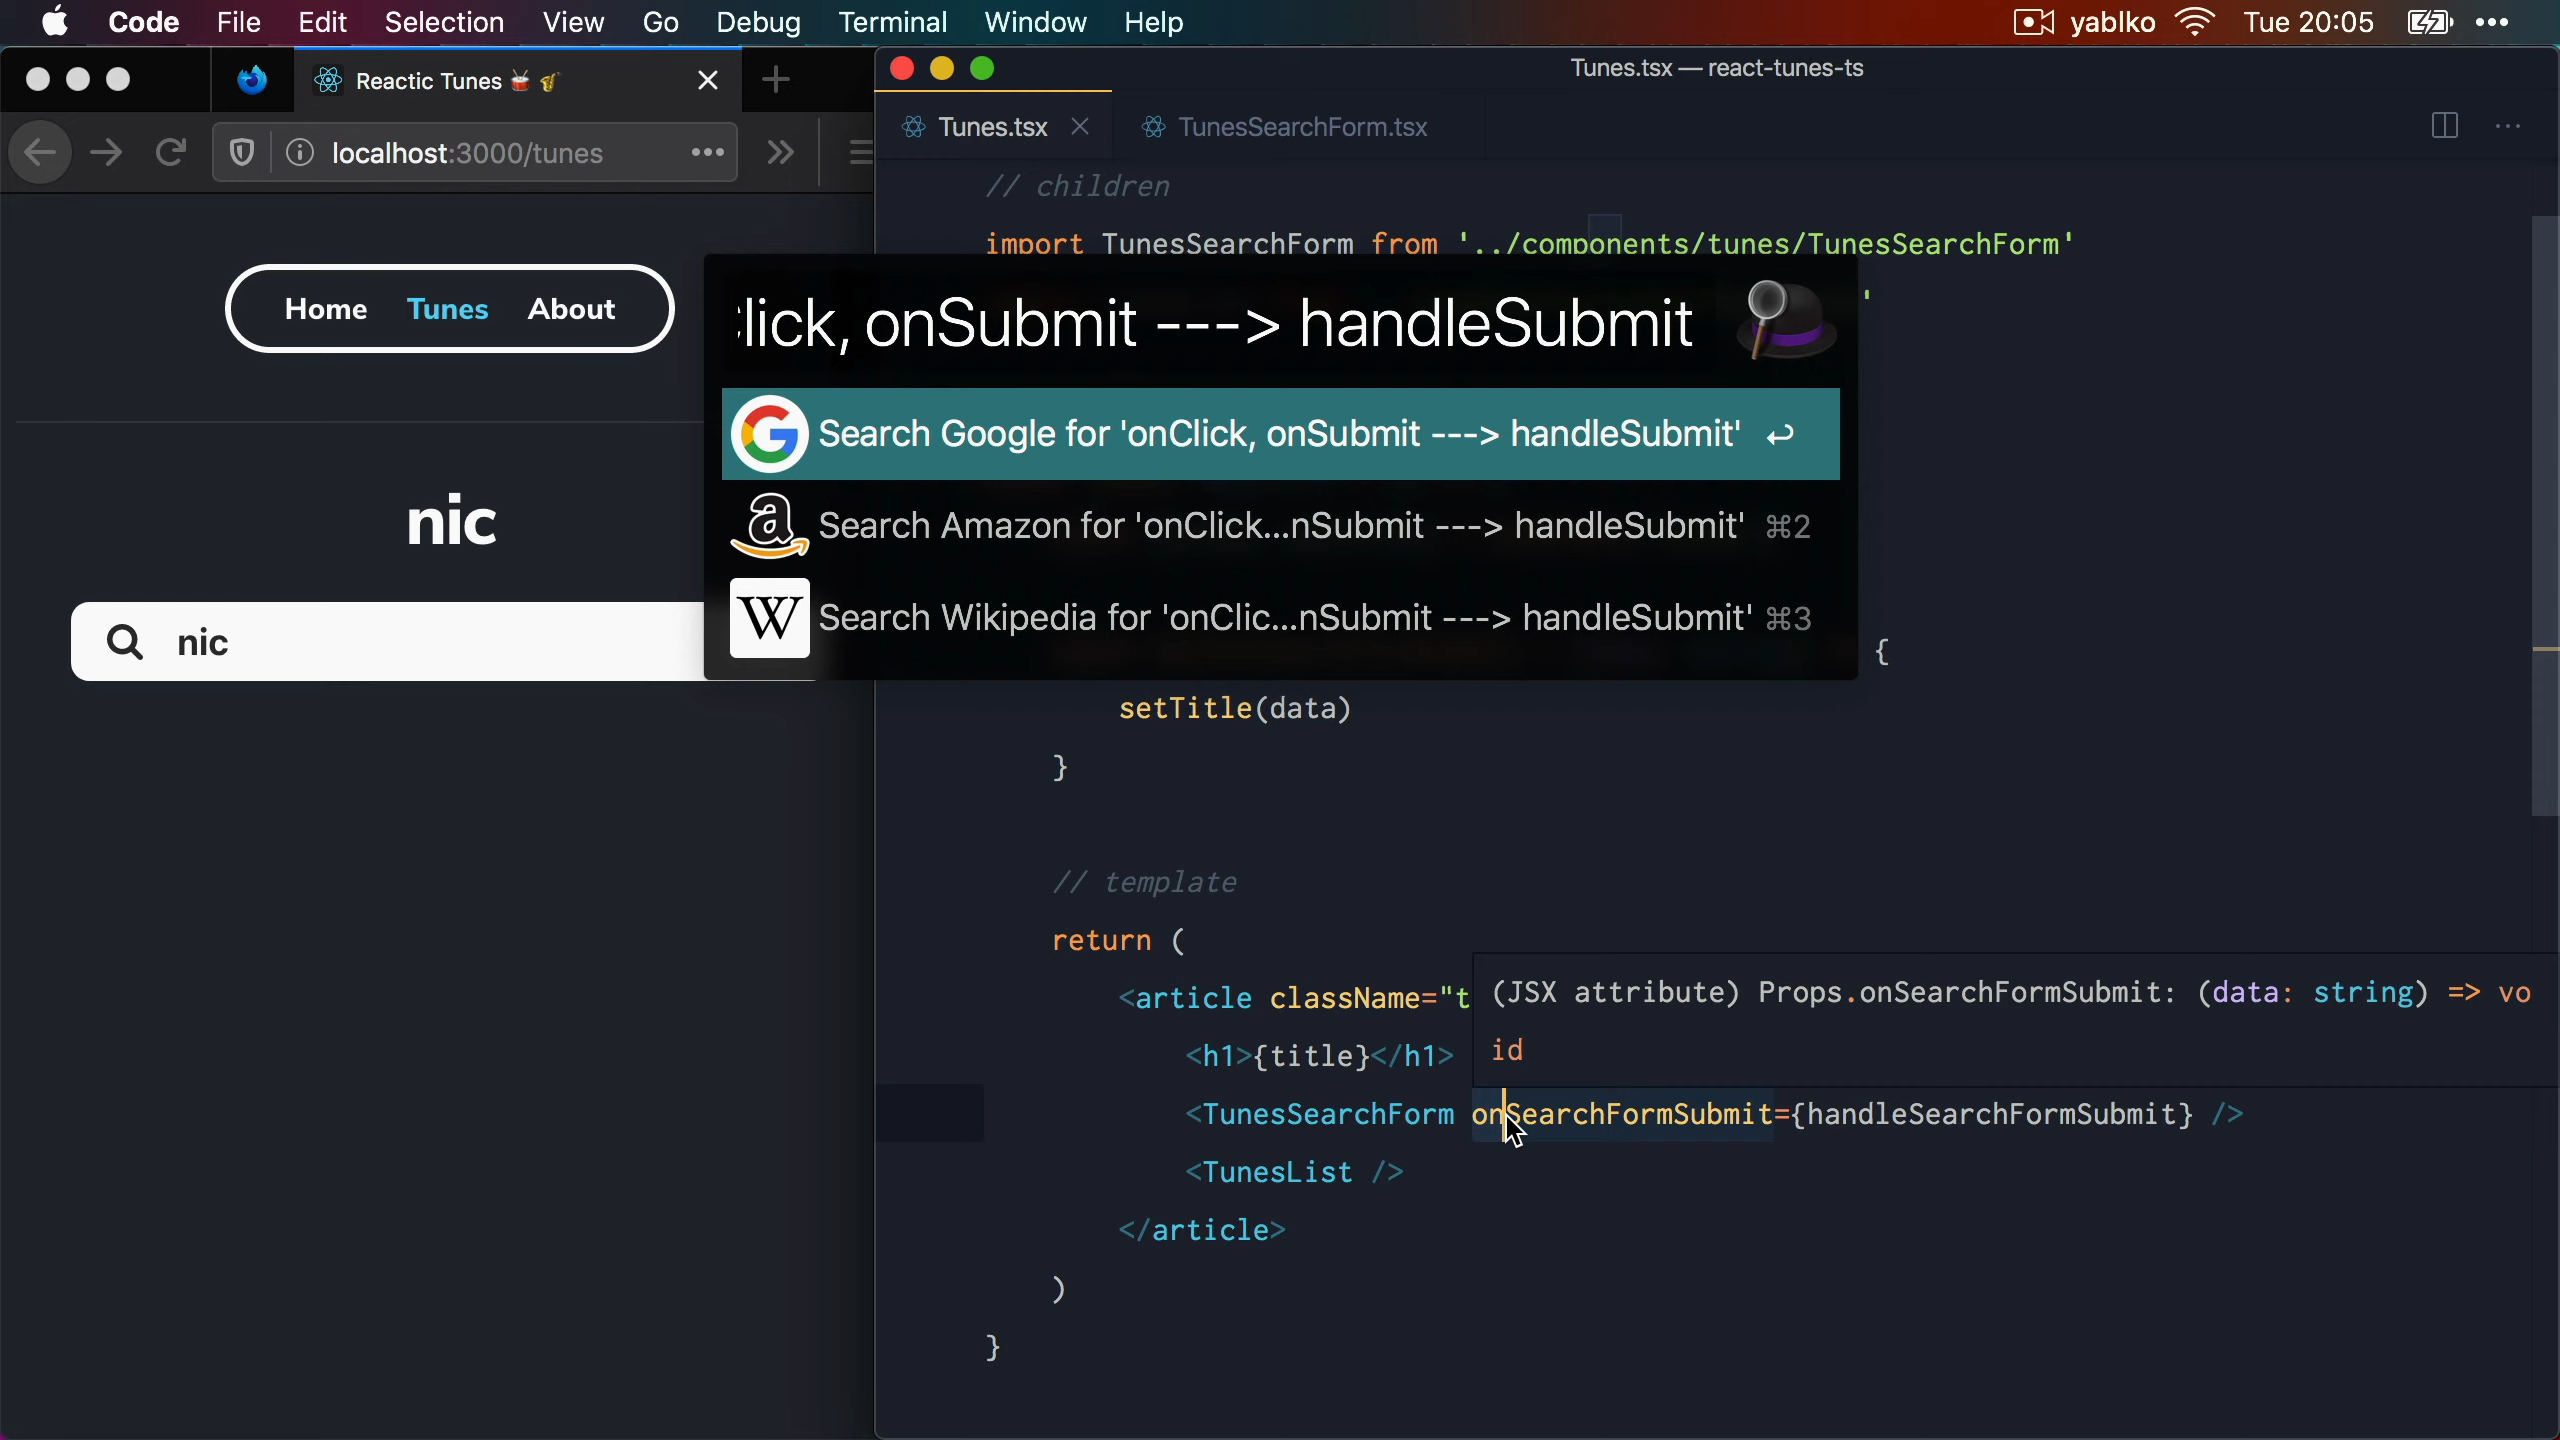 Code File Edit Selection View Go Debug Terminal Window Help
yablko Tue 20:05
Reactic Tunes
localhost:3000/tunes
Home Tunes About
nic
nic
Tunes.tsx — react-tunes-ts
Tunes.tsx TunesSearchForm.tsx
// children
import TunesSearchForm from '../components/tunes/TunesSearchForm'
'
lick, onSubmit ---> handleSubmit
Search Google for 'onClick, onSubmit ---> handleSubmit' ↩
Search Amazon for 'onClick...nSubmit ---> handleSubmit' ⌘2
Search Wikipedia for 'onClic...nSubmit ---> handleSubmit' ⌘3
{
setTitle(data)
}
// template
return (
<article className="t
(JSX attribute) Props.onSearchFormSubmit: (data: string) => vo
id
<h1>{title}</h1>
<TunesSearchForm onSearchFormSubmit={handleSearchFormSubmit} />
<TunesList />
</article>
)
}